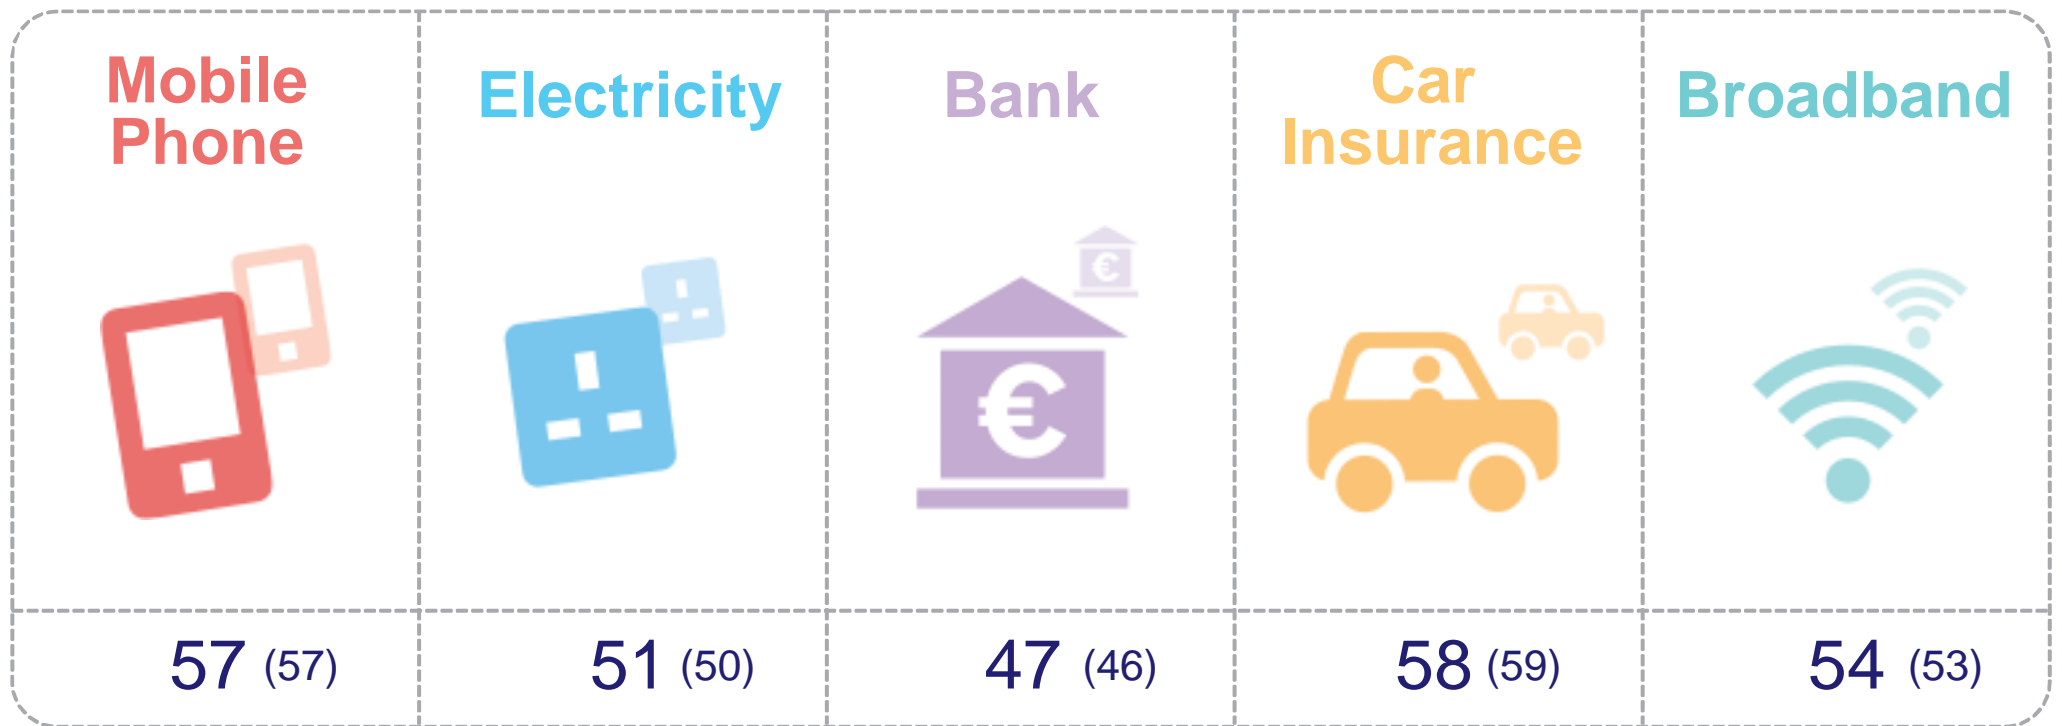 Mobile
Phone
Electricity
Bank
Car
Insurance
Broadband
€
€
57 (57)
51 (50)
47 (46)
58 (59)
54 (53)